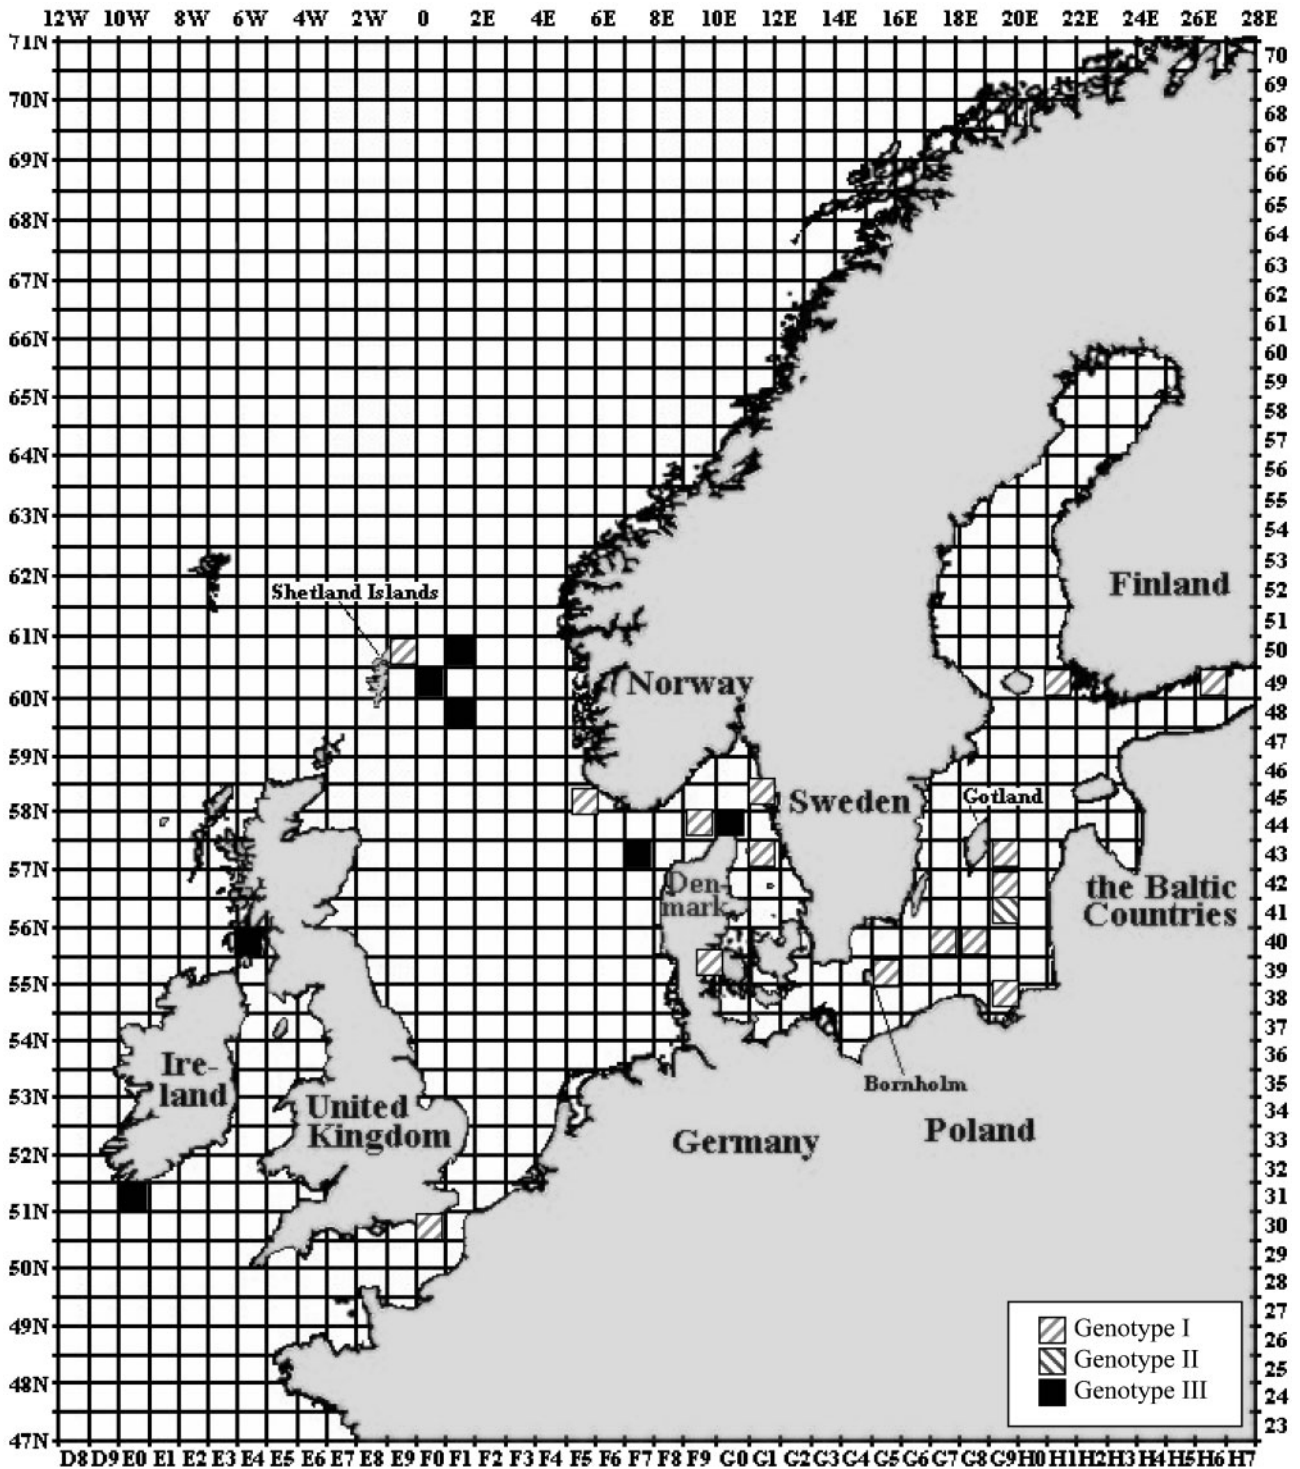 12W 10W 8W 6W 4W 2W 0 2E 4E 6E 8E 10E 12E 14E 16E 18E 20E 22E 24E 26E 28E
71N
70
70N
69
68
69N
67
66
68N
65
64
67N
63
62
66N
61
60
65N
59
58
64N
57
56
63N
55
54
62N
53
52
Finland
Shetland Islands
61N
51
50
Norway
60N
49
48
59N
47
46
Sweden
Gotland
58N
45
44
57N
43
42
Den-
mark
the Baltic
Countries
56N
41
40
55N
39
38
54N
37
36
Ire-
land
Bornholm
53N
35
34
United
Kingdom
Germany
Poland
52N
33
32
51N
31
30
50N
29
28
49N
27
26
48N
25
24
47N
23
Genotype I
Genotype II
Genotype III
D8 D9 E0 E1 E2 E3 E4 E5 E6 E7 E8 E9 F0 F1 F2 F3 F4 F5 F6 F7 F8 F9 G0 G1 G2 G3 G4 G5 G6 G7 G8 G9 H0 H1 H2 H3 H4 H5 H6 H7